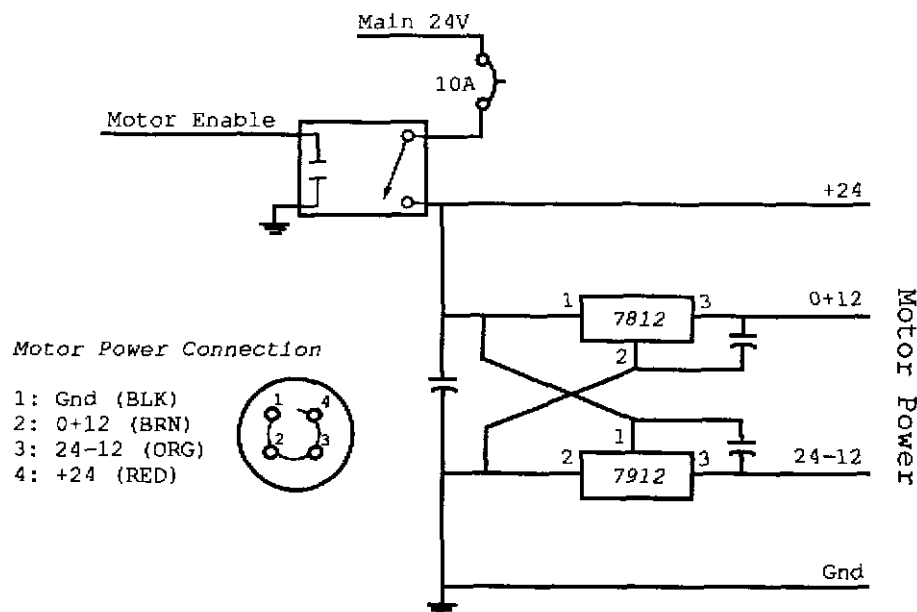 Main 24V
10A
Motor Enable
+24
1
7812
3
0+12
2
Motor Power Connection
1: Gnd (BLK)
2: 0+12 (BRN)
3: 24-12 (ORG)
4: +24 (RED)
1
4
2
3
1
2
7912
3
24-12
Gnd
Motor Power